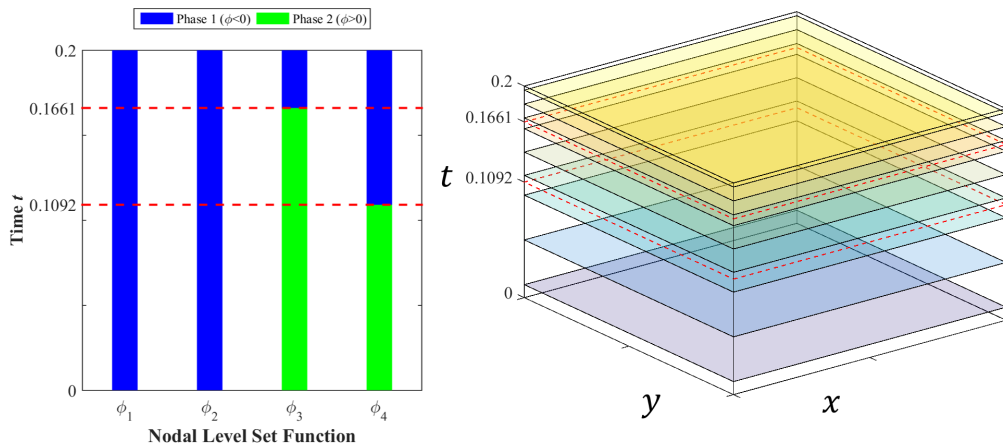 Phase 1 (ϕ<0) Phase 2 (ϕ>0)
0.2
0.1661
0.1092
0
Time t
ϕ1 ϕ2 ϕ3 ϕ4
Nodal Level Set Function
0.2
0.1661
0.1092
0
t
y
x